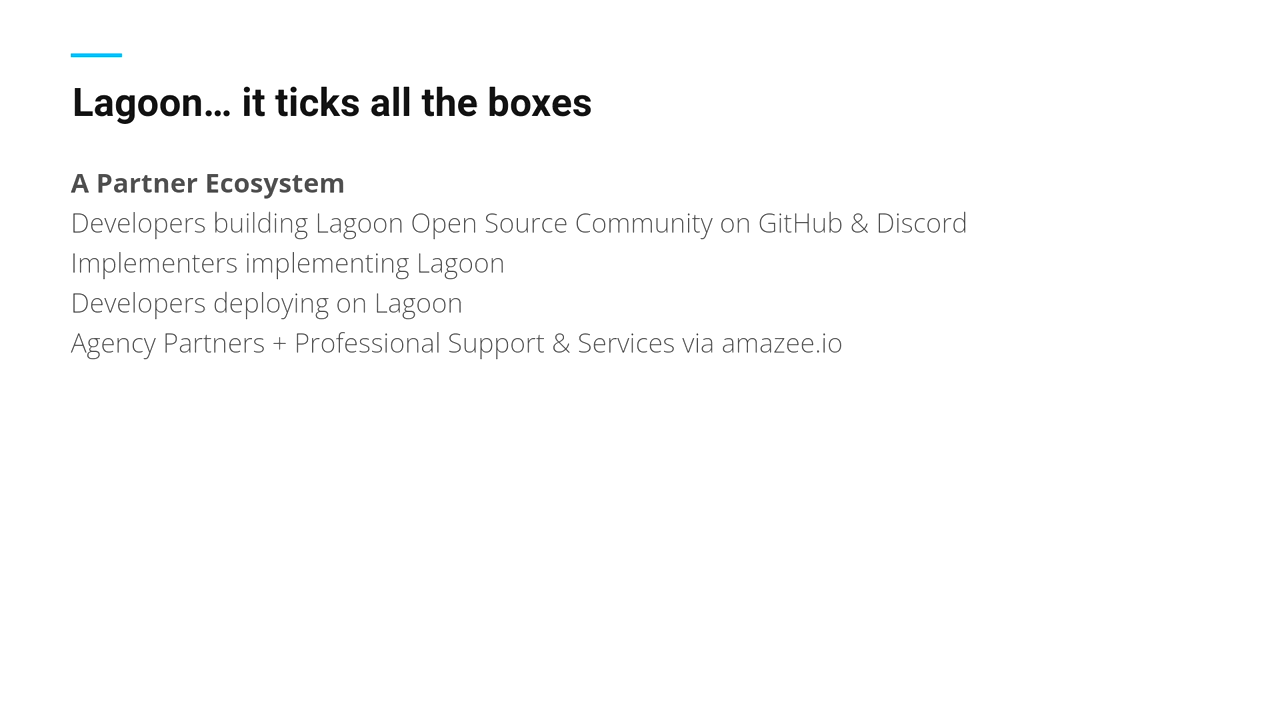 Lagoon… it ticks all the boxes
A Partner Ecosystem
Developers building Lagoon Open Source Community on GitHub & Discord
Implementers implementing Lagoon
Developers deploying on Lagoon
Agency Partners + Professional Support & Services via amazee.io